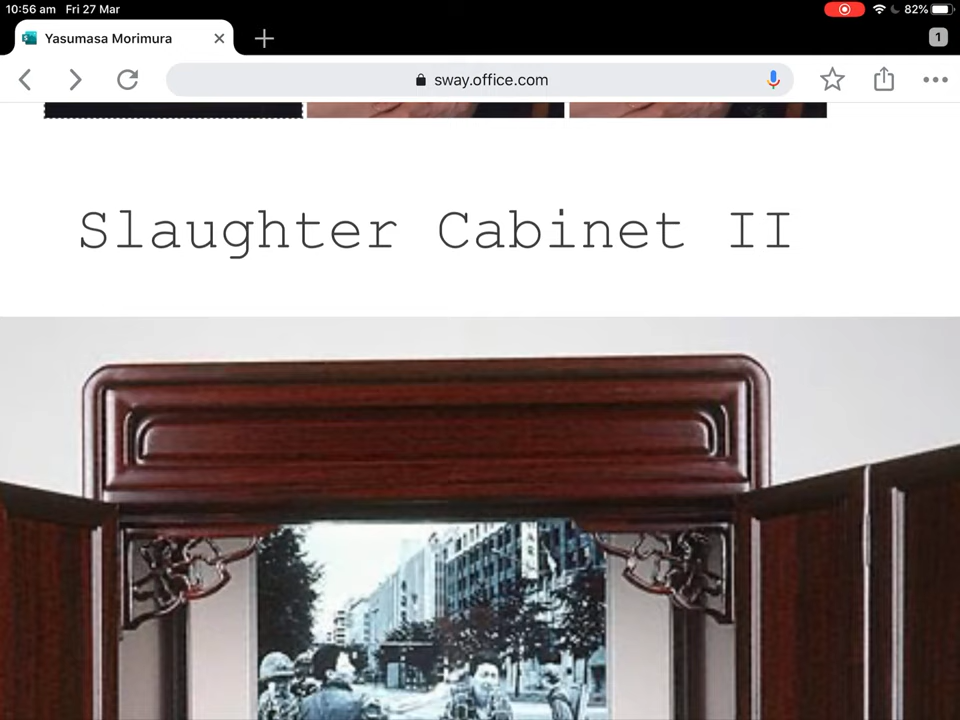 10:56 am Fri 27 Mar 82%
Yasumasa Morimura 1
sway.office.com
Slaughter Cabinet II